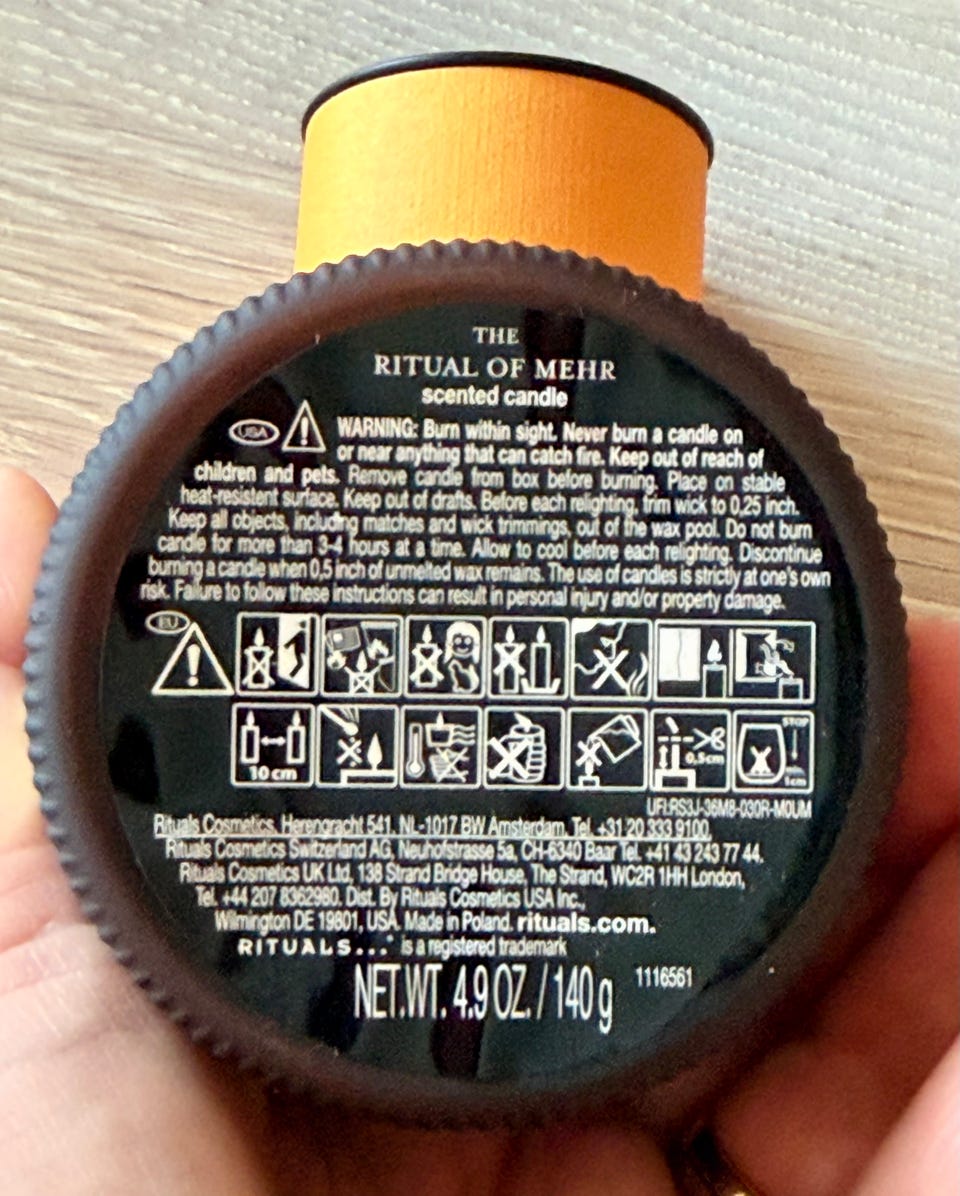 THE
RITUAL OF MEHR
scented candle
USA WARNING: Burn within sight. Never burn a candle on
or near anything that can catch fire. Keep out of reach of
children and pets. Remove candle from box before burning. Place on stable
heat-resistant surface. Keep out of drafts. Before each relighting, trim wick to 0,25 inch.
Keep all objects, including matches and wick trimmings, out of the wax pool. Do not burn
candle for more than 3-4 hours at a time. Allow to cool before each relighting. Discontinue
burning a candle when 0,5 inch of unmelted wax remains. The use of candles is strictly at one's own
risk. Failure to follow these instructions can result in personal injury and/or property damage.
EU
10 cm
0,5cm
STOP
min.
1cm
UFI:RS3J-36M8-030R-M0UM
Rituals Cosmetics, Herengracht 541, NL-1017 BW Amsterdam, Tel. +31 20 333 9100,
Rituals Cosmetics Switzerland AG, Neuhofstrasse 5a, CH-6340 Baar Tel. +41 43 243 77 44,
Rituals Cosmetics UK Ltd, 138 Strand Bridge House, The Strand, WC2R 1HH London,
Tel. +44 207 8362980. Dist. By Rituals Cosmetics USA Inc.,
Wilmington DE 19801, USA. Made in Poland. rituals.com.
RITUALS...® is a registered trademark
NET.WT. 4.9 OZ. / 140 g
1116561